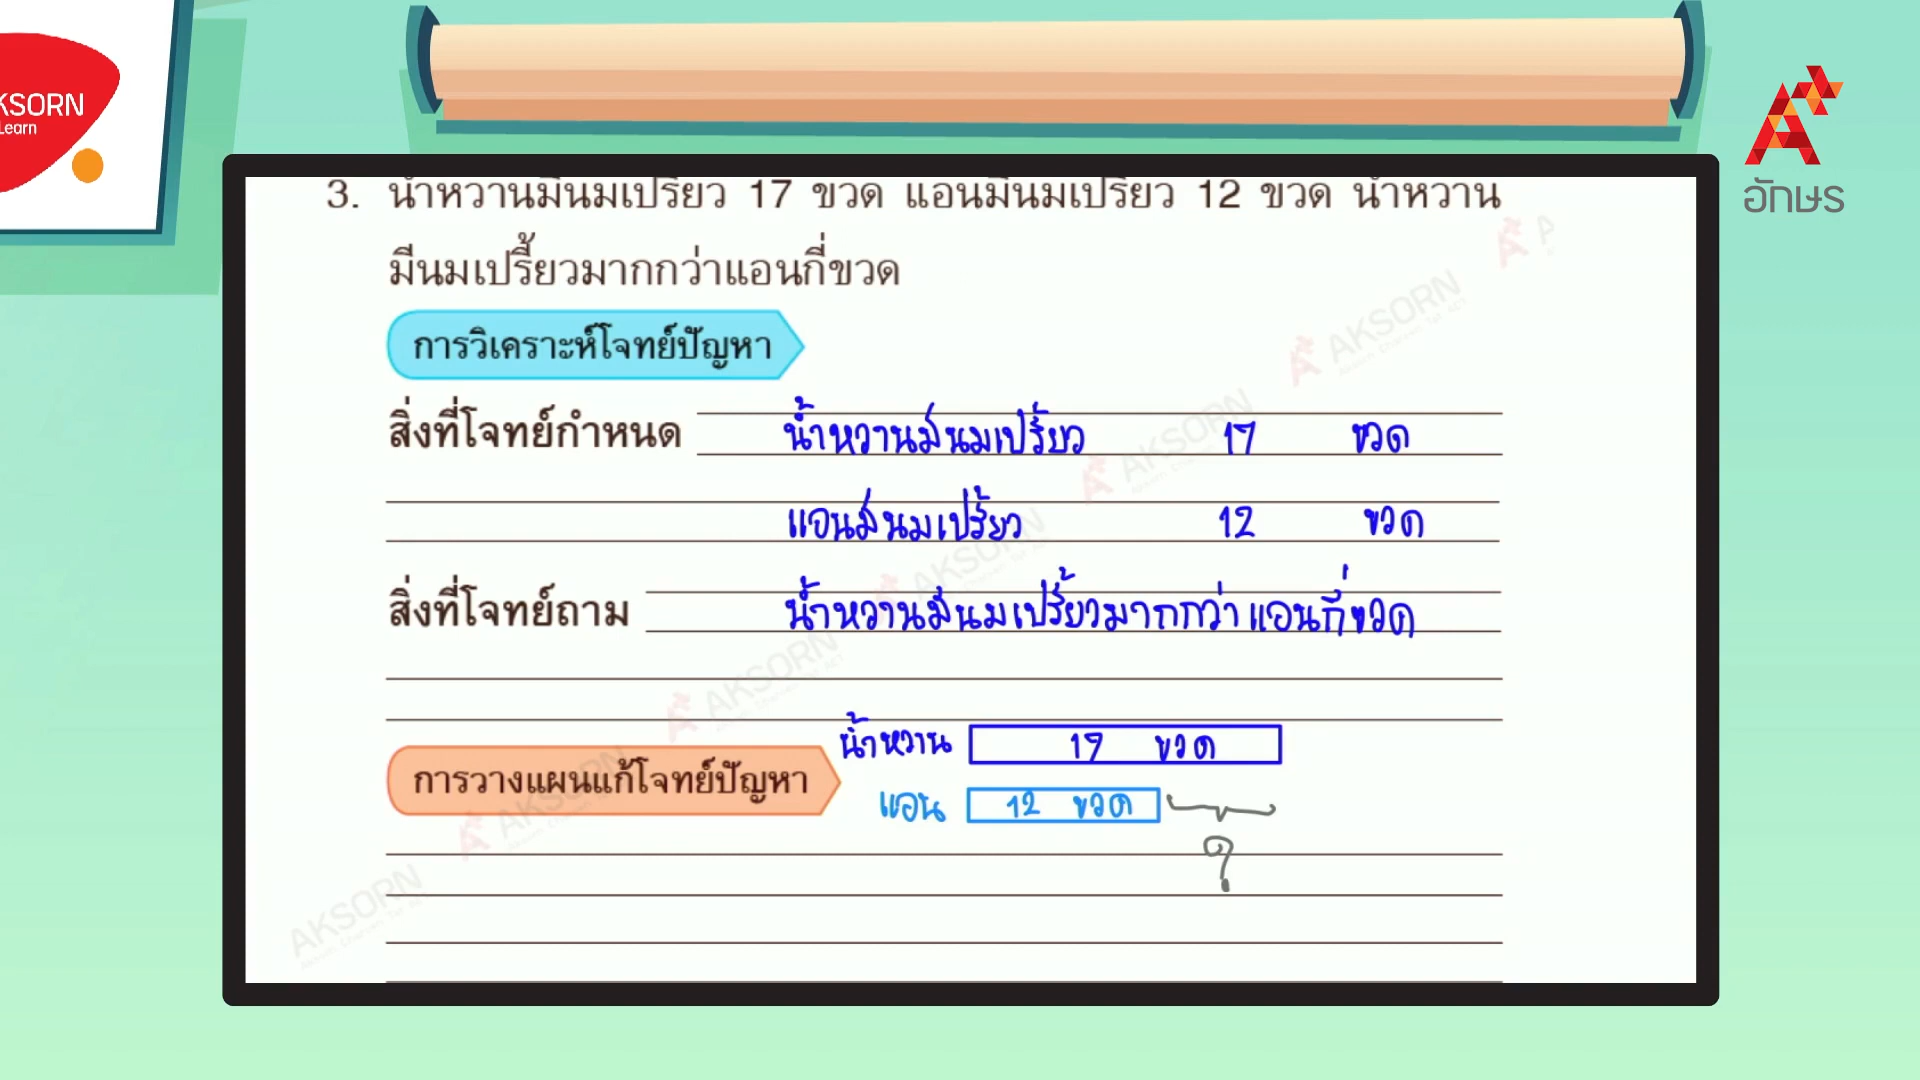 AKSORN
Learn
อักษร
3. น้ำหวานมีนมเปรี้ยว 17 ขวด แอนมีนมเปรี้ยว 12 ขวด น้ำหวาน
มีนมเปรี้ยวมากกว่าแอนกี่ขวด
การวิเคราะห์โจทย์ปัญหา
สิ่งที่โจทย์กำหนด น้ำหวานมีนมเปรี้ยว 17 ขวด
แอนมีนมเปรี้ยว 12 ขวด
สิ่งที่โจทย์ถาม น้ำหวานมีนมเปรี้ยวมากกว่าแอนกี่ขวด
น้ำหวาน 17 ขวด
การวางแผนแก้โจทย์ปัญหา
แอน 12 ขวด
?
AKSORN
AKSORN
AKSORN
AKSORN
AKSORN
AKSORN